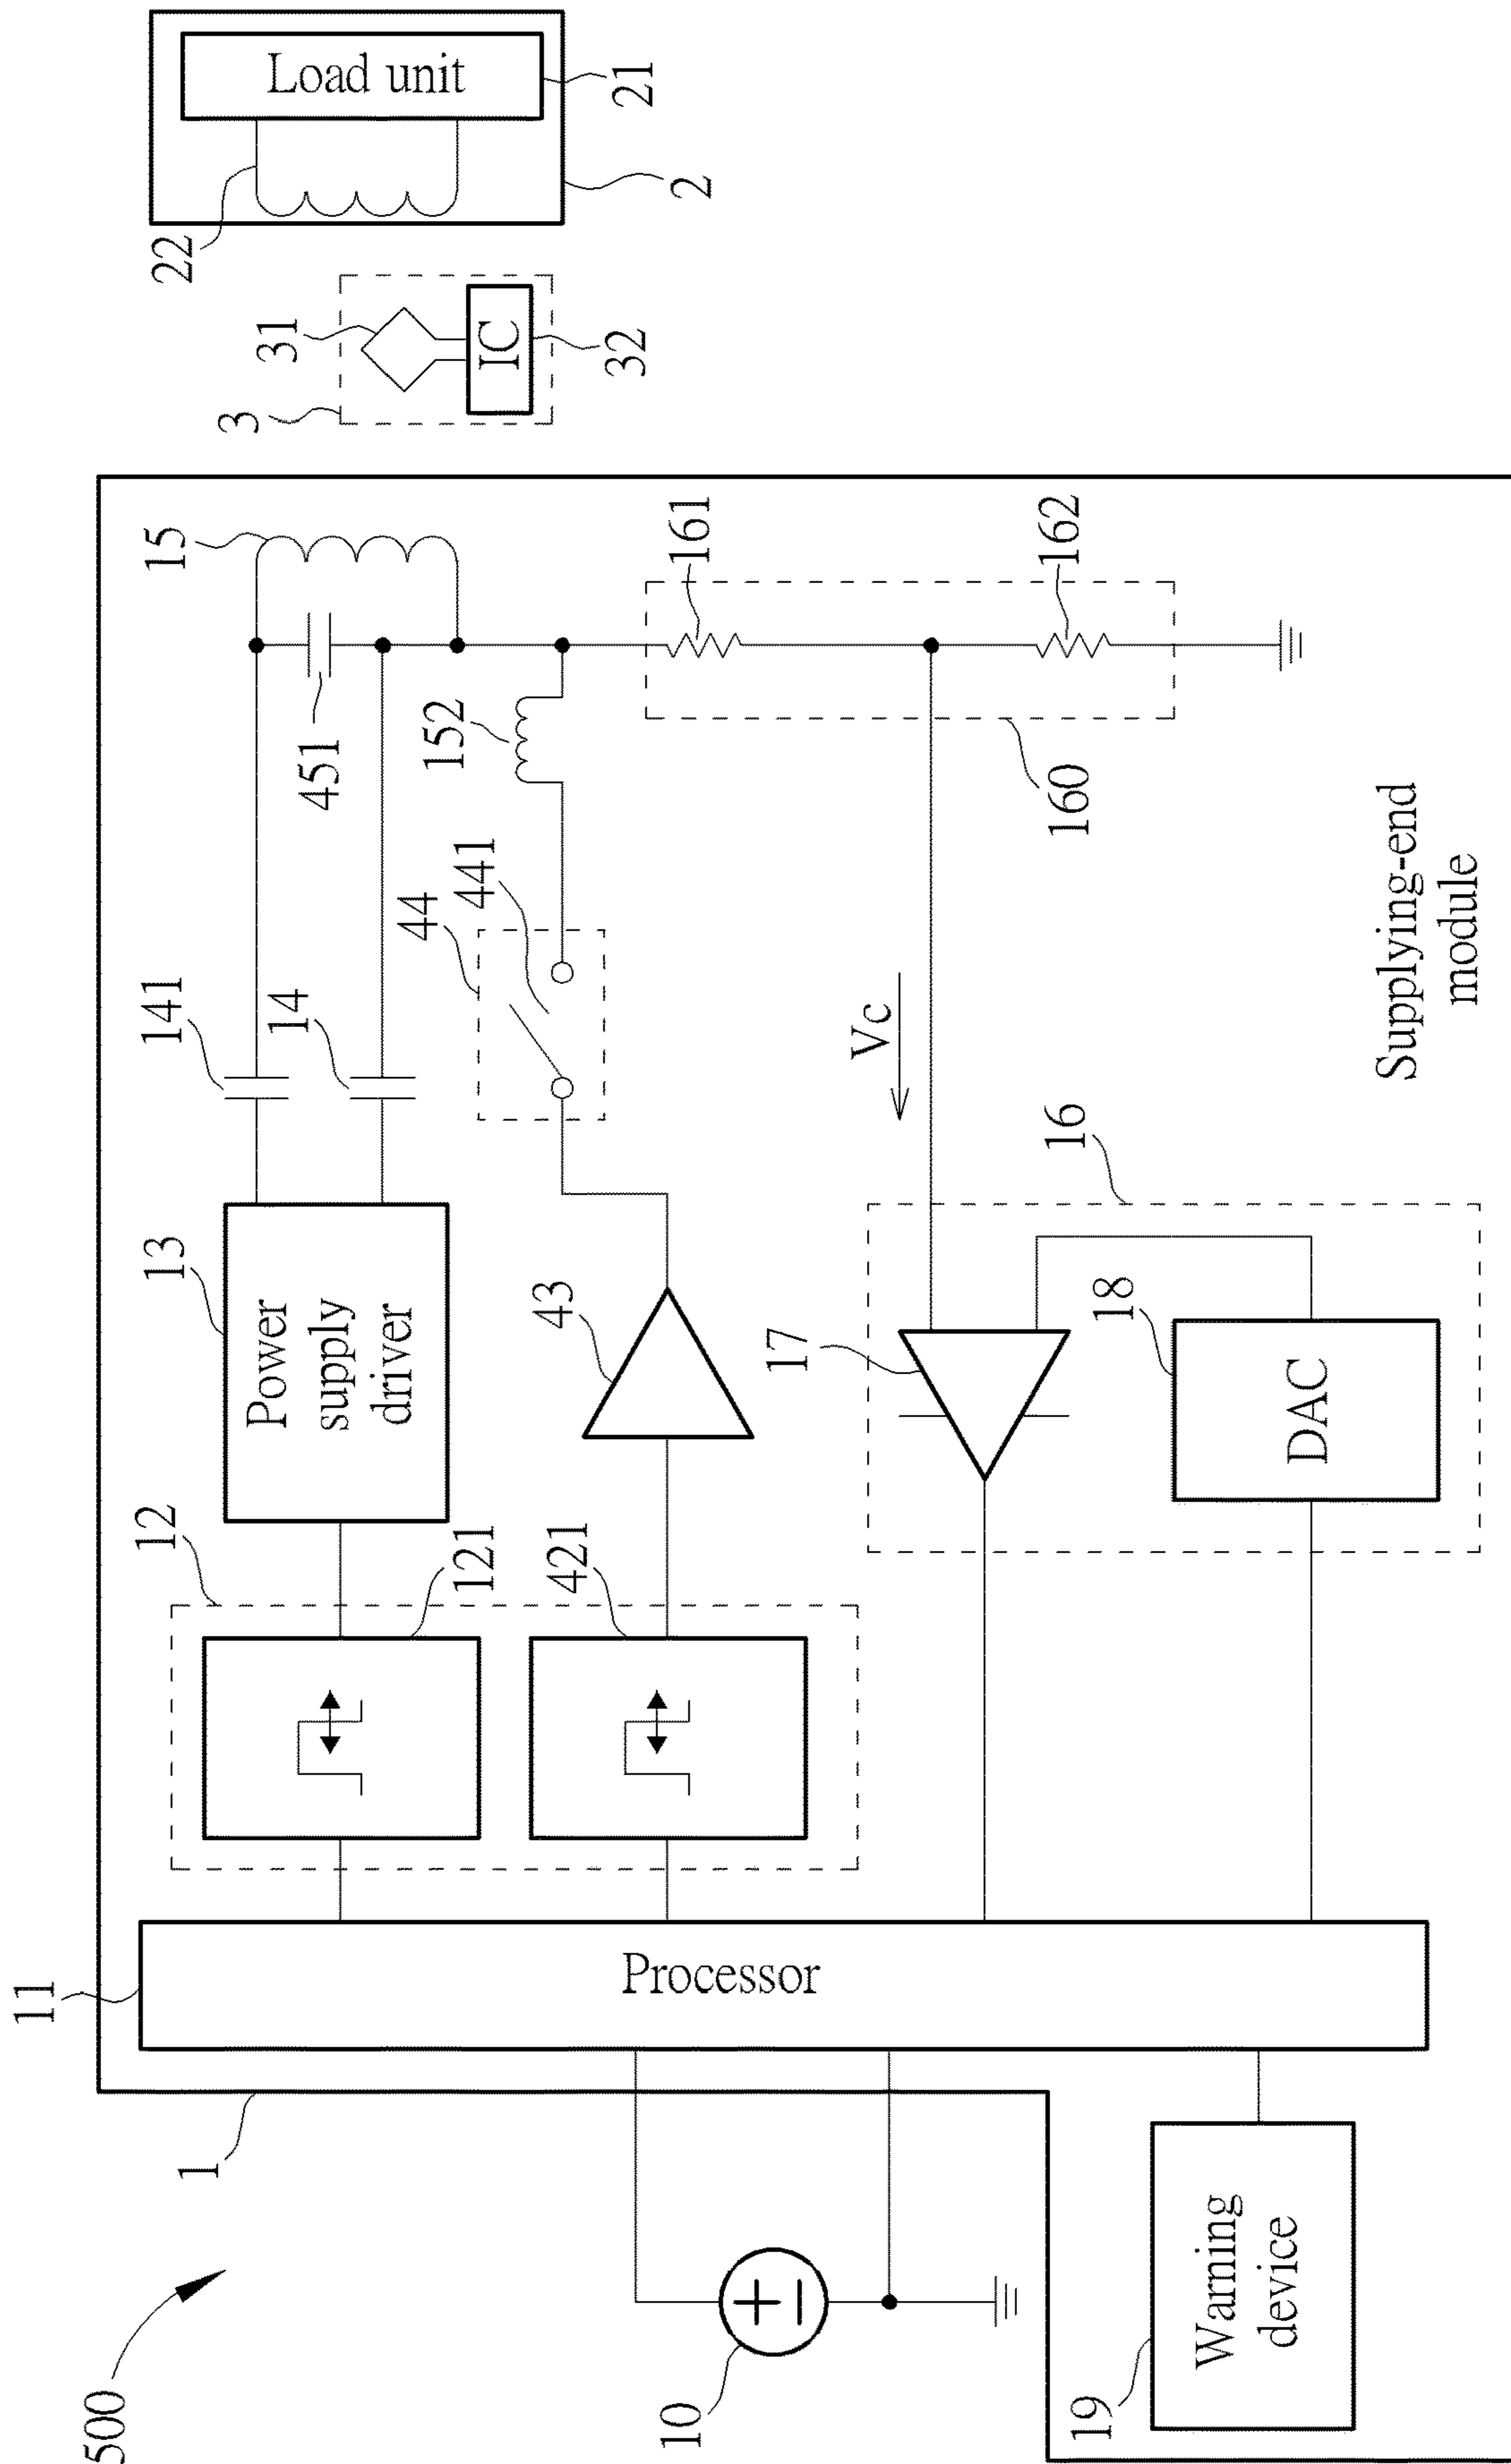 500
1
10
19
Warning
device
11
Processor
12
121
421
13
Power
supply
driver
43
141
14
44
441
451
15
152
161
162
160
Vc
16
17
18
DAC
Supplying-end
module
3
31
IC
32
22
Load unit
21
2